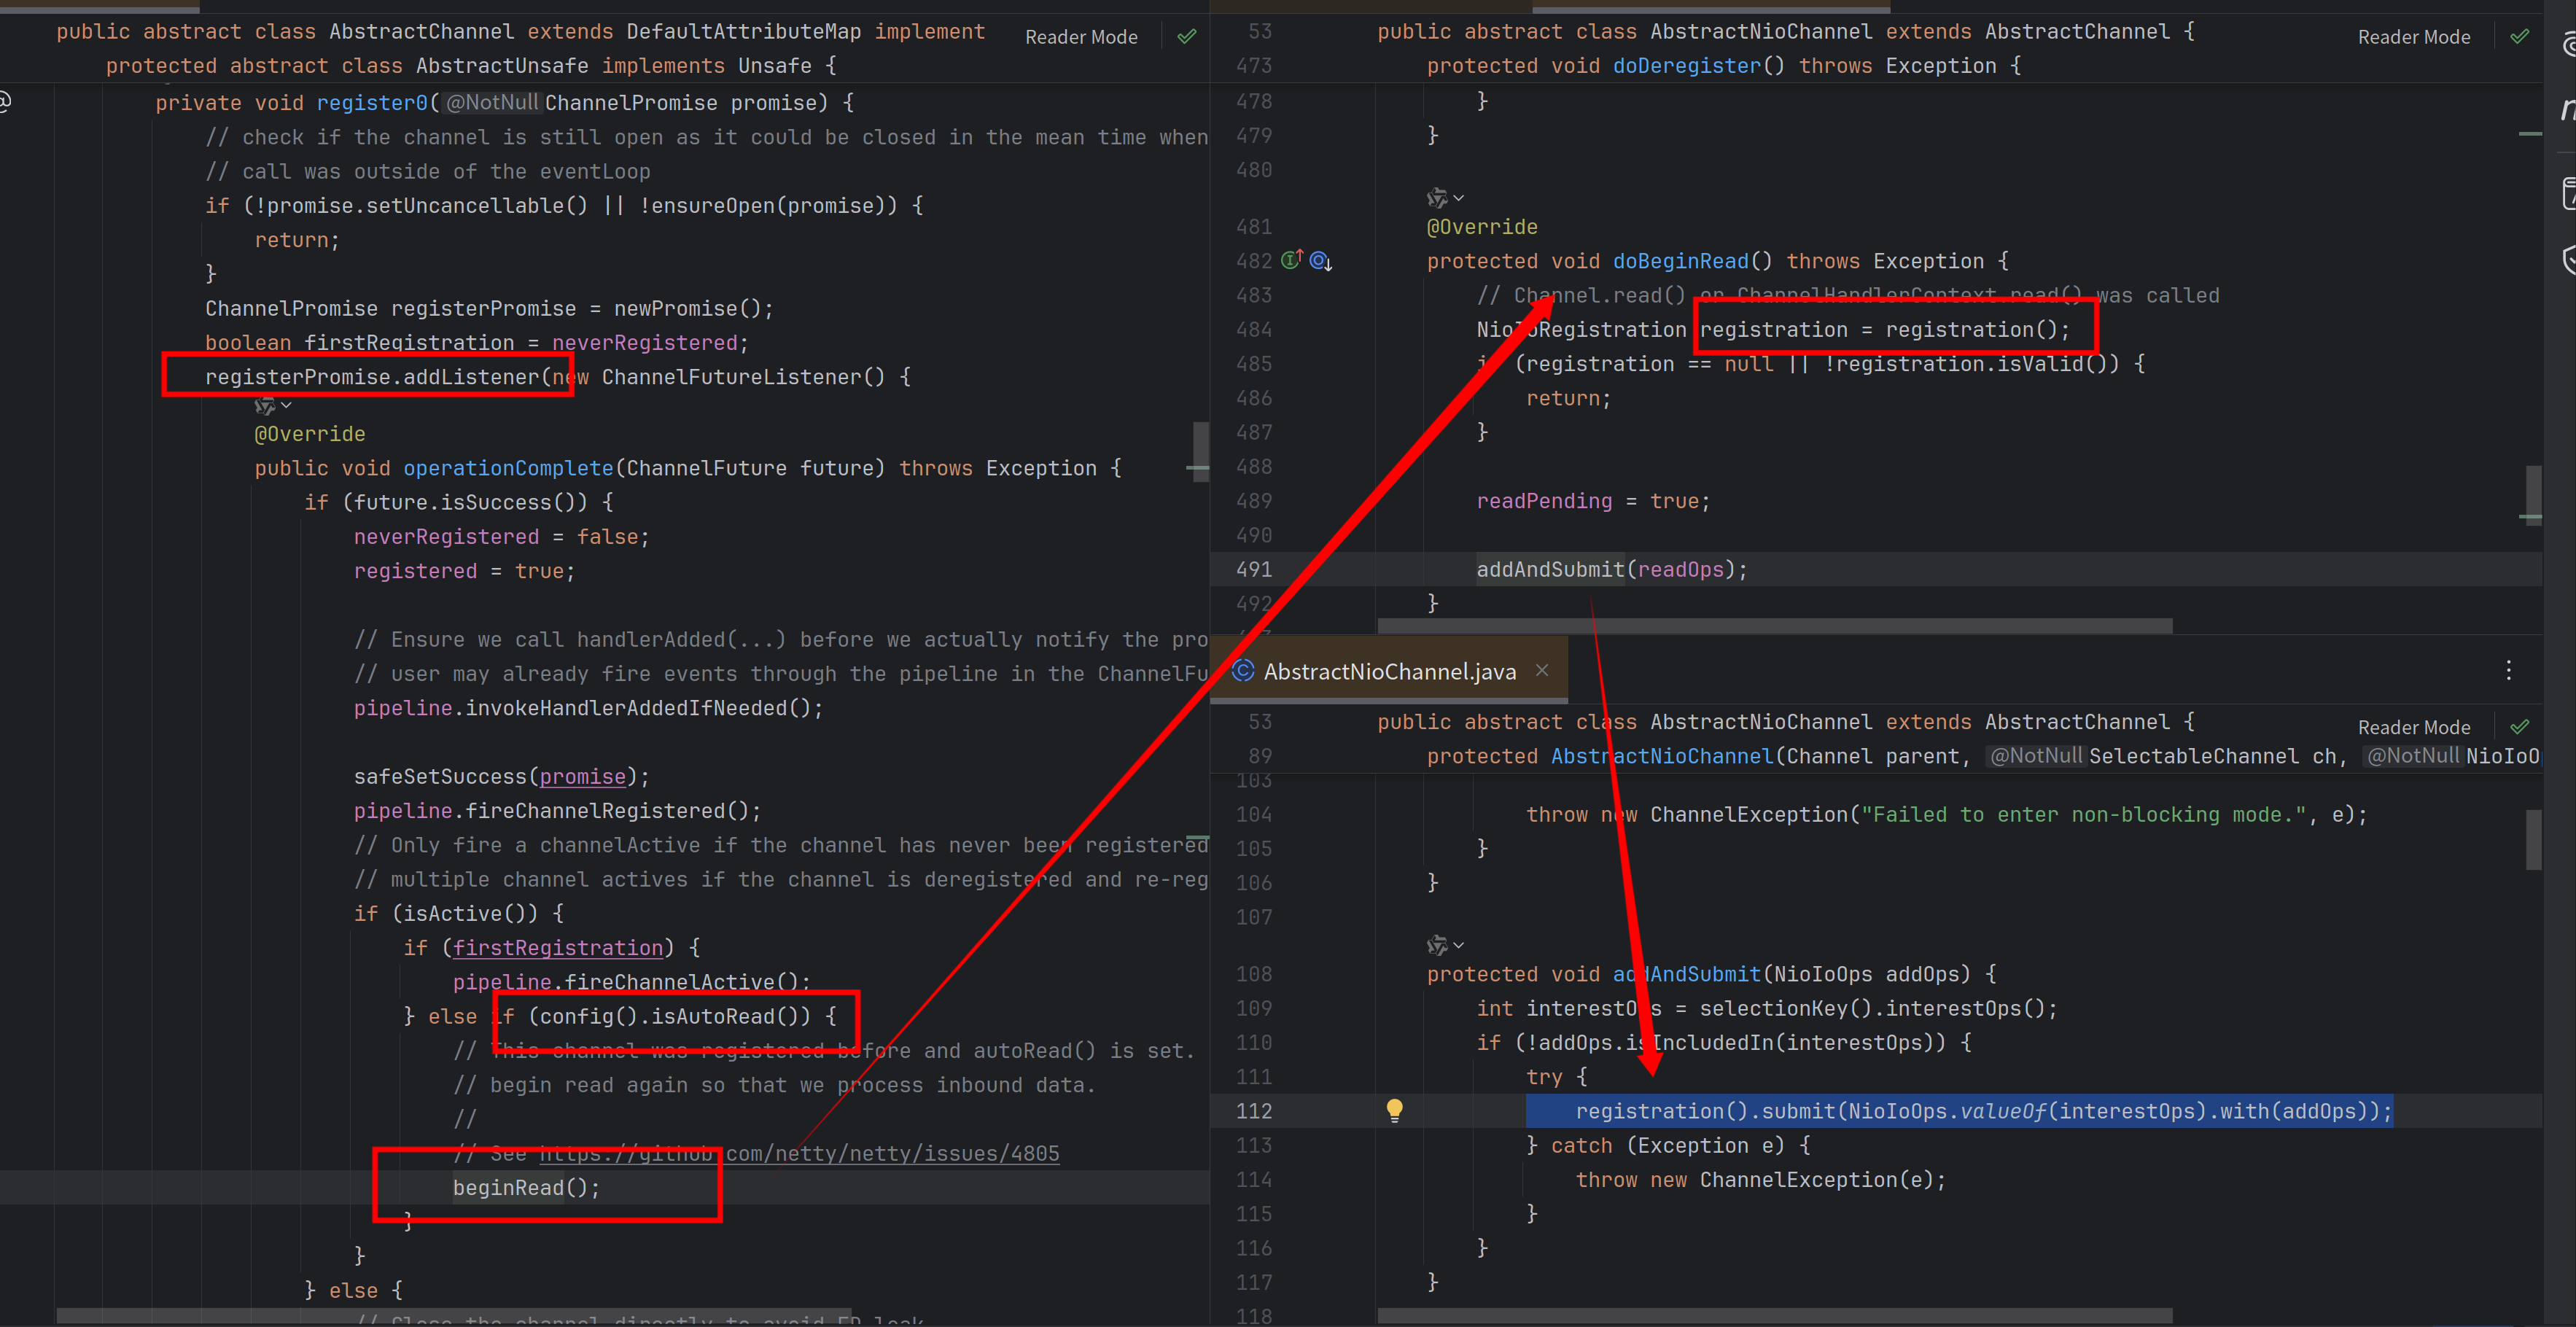 public abstract class AbstractChannel extends DefaultAttributeMap implement
Reader Mode
protected abstract class AbstractUnsafe implements Unsafe {
private void register0(@NotNull ChannelPromise promise) {
// check if the channel is still open as it could be closed in the mean time when
// call was outside of the eventLoop
if (!promise.setUncancellable() || !ensureOpen(promise)) {
return;
}
ChannelPromise registerPromise = newPromise();
boolean firstRegistration = neverRegistered;
registerPromise.addListener(new ChannelFutureListener() {
@Override
public void operationComplete(ChannelFuture future) throws Exception {
if (future.isSuccess()) {
neverRegistered = false;
registered = true;
// Ensure we call handlerAdded(...) before we actually notify the pro
// user may already fire events through the pipeline in the ChannelFu
pipeline.invokeHandlerAddedIfNeeded();
safeSetSuccess(promise);
pipeline.fireChannelRegistered();
// Only fire a channelActive if the channel has never been registered
// multiple channel actives if the channel is deregistered and re-reg
if (isActive()) {
if (firstRegistration) {
pipeline.fireChannelActive();
} else if (config().isAutoRead()) {
// This channel was registered before and autoRead() is set.
// begin read again so that we process inbound data.
//
// See https://github.com/netty/netty/issues/4805
beginRead();
}
}
} else {
// Close the channel directly to avoid FD leak
53 public abstract class AbstractNioChannel extends AbstractChannel {
Reader Mode
473 protected void doDeregister() throws Exception {
478 }
479 }
480
481 @Override
482 protected void doBeginRead() throws Exception {
483 // Channel.read() or ChannelHandlerContext.read() was called
484 NioIoRegistration registration = registration();
485 if (registration == null || !registration.isValid()) {
486 return;
487 }
488
489 readPending = true;
490
491 addAndSubmit(readOps);
492 }
AbstractNioChannel.java
53 public abstract class AbstractNioChannel extends AbstractChannel {
Reader Mode
89 protected AbstractNioChannel(Channel parent, @NotNull SelectableChannel ch, @NotNull NioIoO
103
104 throw new ChannelException("Failed to enter non-blocking mode.", e);
105 }
106 }
107
108 protected void addAndSubmit(NioIoOps addOps) {
109 int interestOps = selectionKey().interestOps();
110 if (!addOps.isIncludedIn(interestOps)) {
111 try {
112 registration().submit(NioIoOps.valueOf(interestOps).with(addOps));
113 } catch (Exception e) {
114 throw new ChannelException(e);
115 }
116 }
117 }
118